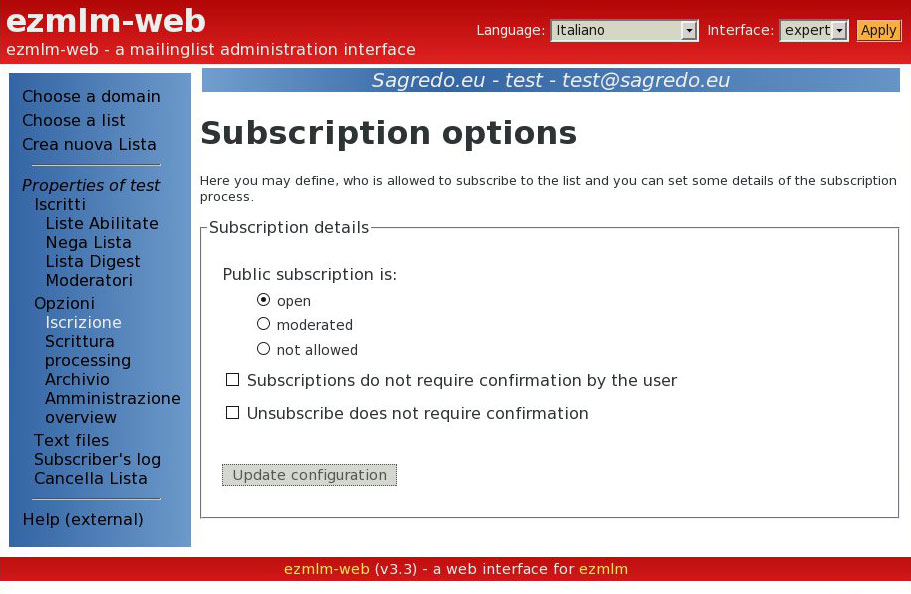 ezmlm-web
ezmlm-web - a mailinglist administration interface
Language: Italiano Interface: expert Apply
Choose a domain
Choose a list
Crea nuova Lista
Properties of test
Iscritti
Liste Abilitate
Nega Lista
Lista Digest
Moderatori
Opzioni
Iscrizione
Scrittura
processing
Archivio
Amministrazione
overview
Text files
Subscriber's log
Cancella Lista
Help (external)
Sagredo.eu - test - test@sagredo.eu
Subscription options
Here you may define, who is allowed to subscribe to the list and you can set some details of the subscription
process.
Subscription details
Public subscription is:
open
moderated
not allowed
Subscriptions do not require confirmation by the user
Unsubscribe does not require confirmation
Update configuration
ezmlm-web (v3.3) - a web interface for ezmlm